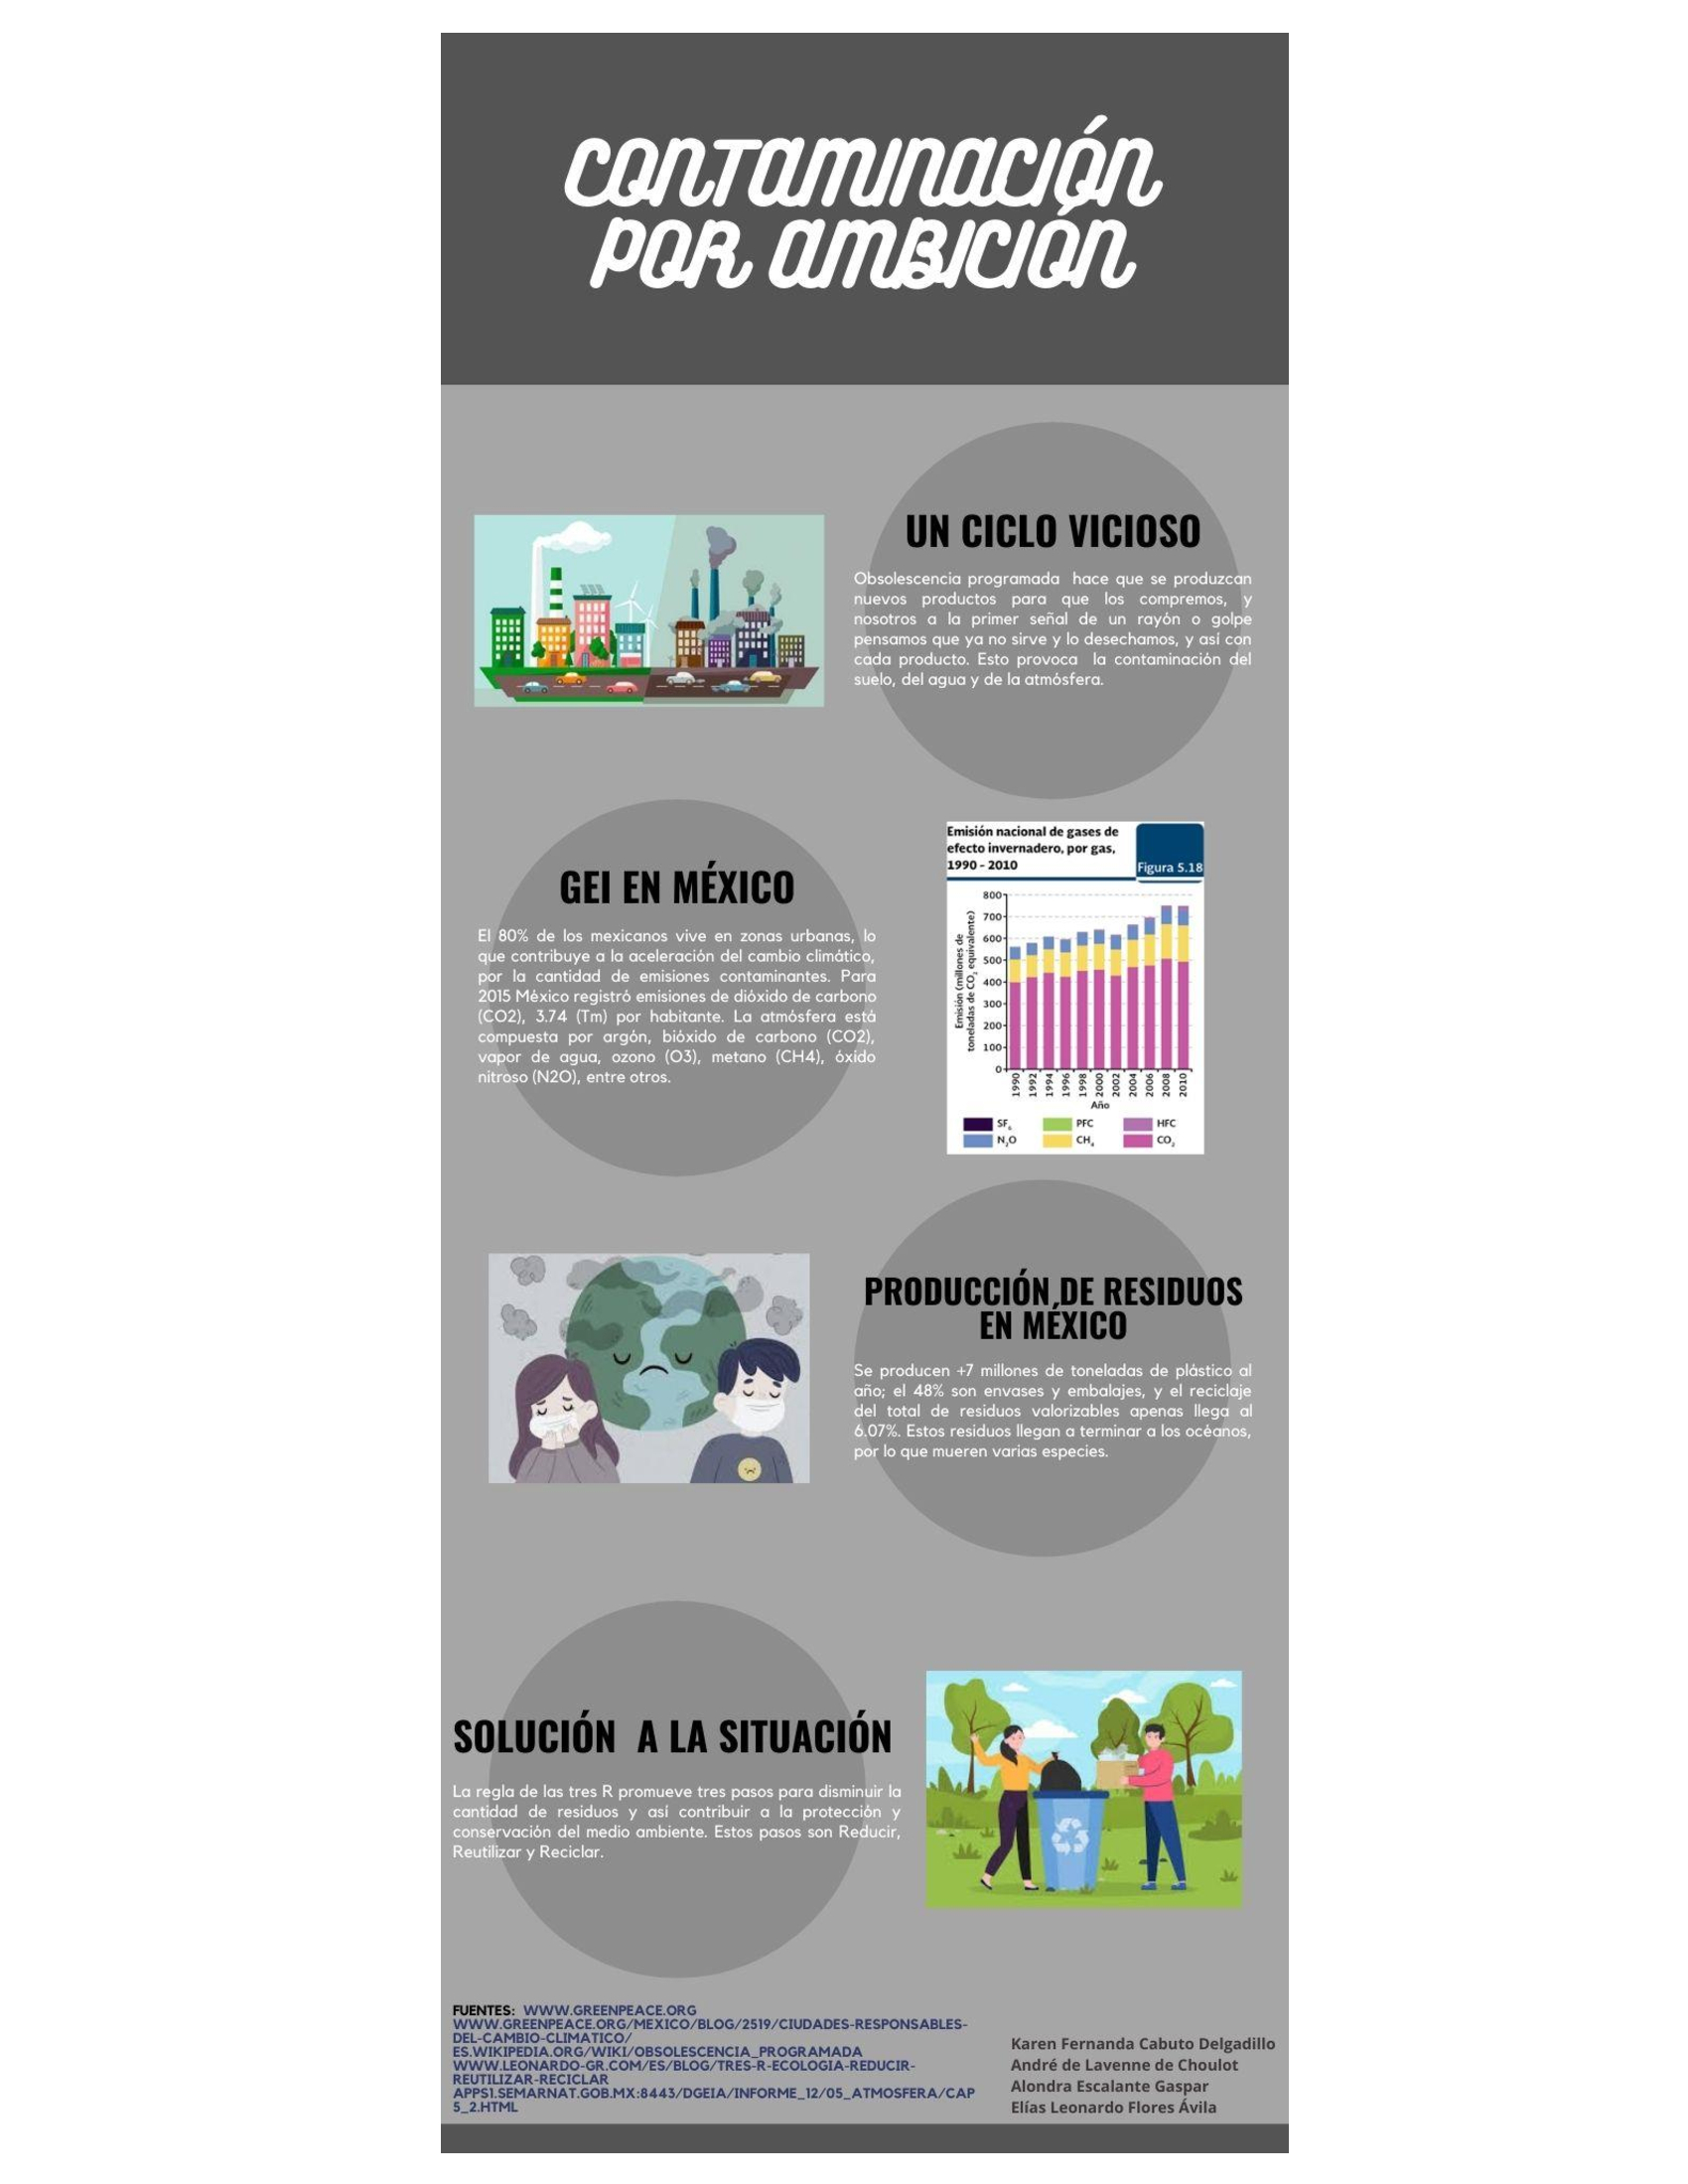 CONTAMINACIÓN
POR AMBICIÓN
UN CICLO VICIOSO
Obsolescencia programada hace que se produzcan
nuevos productos para que los compremos, y
nosotros a la primer señal de un rayón o golpe
pensamos que ya no sirve y lo desechamos, y así con
cada producto. Esto provoca la contaminación del
suelo, del agua y de la atmósfera.
GEI EN MÉXICO
El 80% de los mexicanos vive en zonas urbanas, lo
que contribuye a la aceleración del cambio climático,
por la cantidad de emisiones contaminantes. Para
2015 México registró emisiones de dióxido de carbono
(CO2), 3.74 (Tm) por habitante. La atmósfera está
compuesta por argón, bióxido de carbono (CO2),
vapor de agua, ozono (O3), metano (CH4), óxido
nitroso (N2O), entre otros.
Emisión nacional de gases de
efecto invernadero, por gas,
1990 - 2010
Figura 5.18
Emisión (millones de
toneladas de CO₂ equivalente)
800
700
600
500
400
300
200
100
0
1990 1992 1994 1996 1998 2000 2002 2004 2006 2008 2010
Año
SF₆ PFC HFC
N₂O CH₄ CO₂
PRODUCCIÓN DE RESIDUOS
EN MÉXICO
Se producen +7 millones de toneladas de plástico al
año; el 48% son envases y embalajes, y el reciclaje
del total de residuos valorizables apenas llega al
6.07%. Estos residuos llegan a terminar a los océanos,
por lo que mueren varias especies.
SOLUCIÓN A LA SITUACIÓN
La regla de las tres R promueve tres pasos para disminuir la
cantidad de residuos y así contribuir a la protección y
conservación del medio ambiente. Estos pasos son Reducir,
Reutilizar y Reciclar.
FUENTES: WWW.GREENPEACE.ORG
WWW.GREENPEACE.ORG/MEXICO/BLOG/2519/CIUDADES-RESPONSABLES-
DEL-CAMBIO-CLIMATICO/
ES.WIKIPEDIA.ORG/WIKI/OBSOLESCENCIA_PROGRAMADA
WWW.LEONARDO-GR.COM/ES/BLOG/TRES-R-ECOLOGIA-REDUCIR-
REUTILIZAR-RECICLAR
APPS1.SEMARNAT.GOB.MX:8443/DGEIA/INFORME_12/05_ATMOSFERA/CAP
5_2.HTML
Karen Fernanda Cabuto Delgadillo
André de Lavenne de Choulot
Alondra Escalante Gaspar
Elías Leonardo Flores Ávila